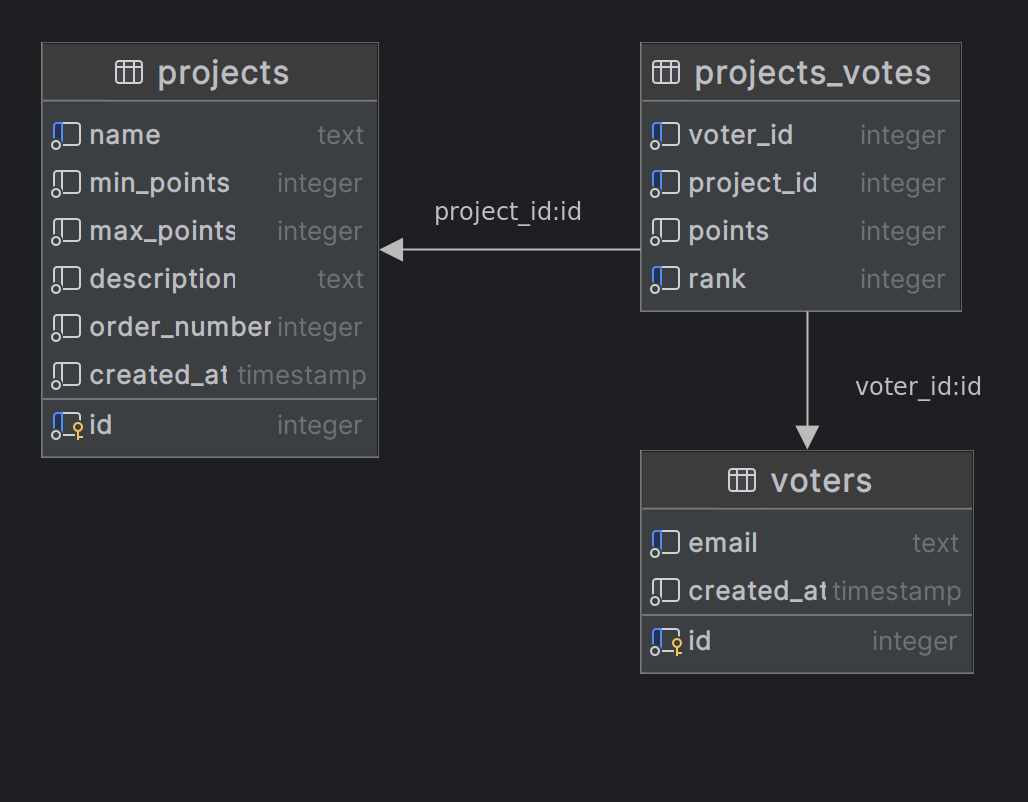 projects
name text
min_points integer
max_points integer
description text
order_number integer
created_at timestamp
id integer
project_id:id
projects_votes
voter_id integer
project_id integer
points integer
rank integer
voter_id:id
voters
email text
created_at timestamp
id integer